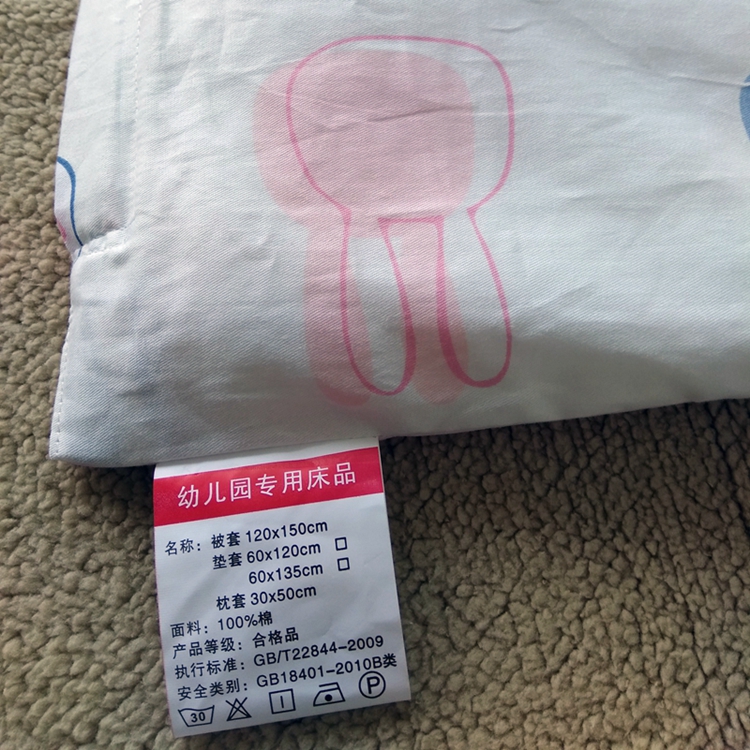 幼儿园专用床品
名称：被套 120x150cm
垫套 60x120cm □
60x135cm □
枕套 30x50cm
面料：100%棉
产品等级：合格品
执行标准：GB/T22844-2009
安全类别：GB18401-2010B类
30 P